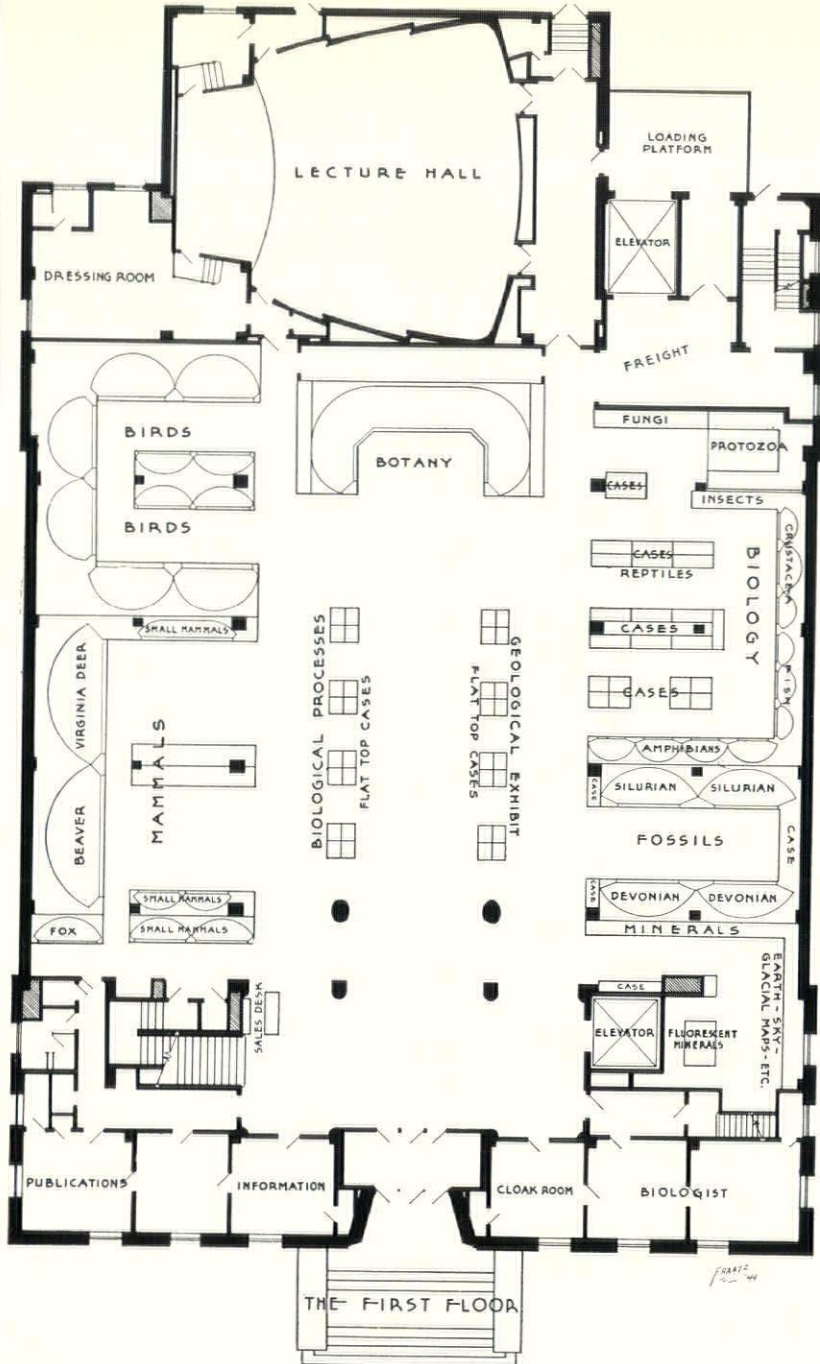 LECTURE HALL
LOADING
PLATFORM
ELEVATOR
DRESSING ROOM
FREIGHT
BIRDS
BIRDS
BOTANY
FUNGI
PROTOZOA
CASES
INSECTS
CRUSTACEA
CASES
REPTILES
BIOLOGY
CASES
FISH
CASES
AMPHIBIANS
SMALL MAMMALS
VIRGINIA DEER
MAMMALS
BEAVER
BIOLOGICAL PROCESSES
FLAT TOP CASES
GEOLOGICAL EXHIBIT
FLAT TOP CASES
CASE
SILURIAN
SILURIAN
FOSSILS
CASE
CASE
DEVONIAN
DEVONIAN
SMALL MAMMALS
SMALL MAMMALS
FOX
MINERALS
EARTH - SKY -
GLACIAL MAPS - ETC.
CASE
SALES DESK
ELEVATOR
FLUORESCENT
MINERALS
PUBLICATIONS
INFORMATION
CLOAK ROOM
BIOLOGIST
THE FIRST FLOOR
'44